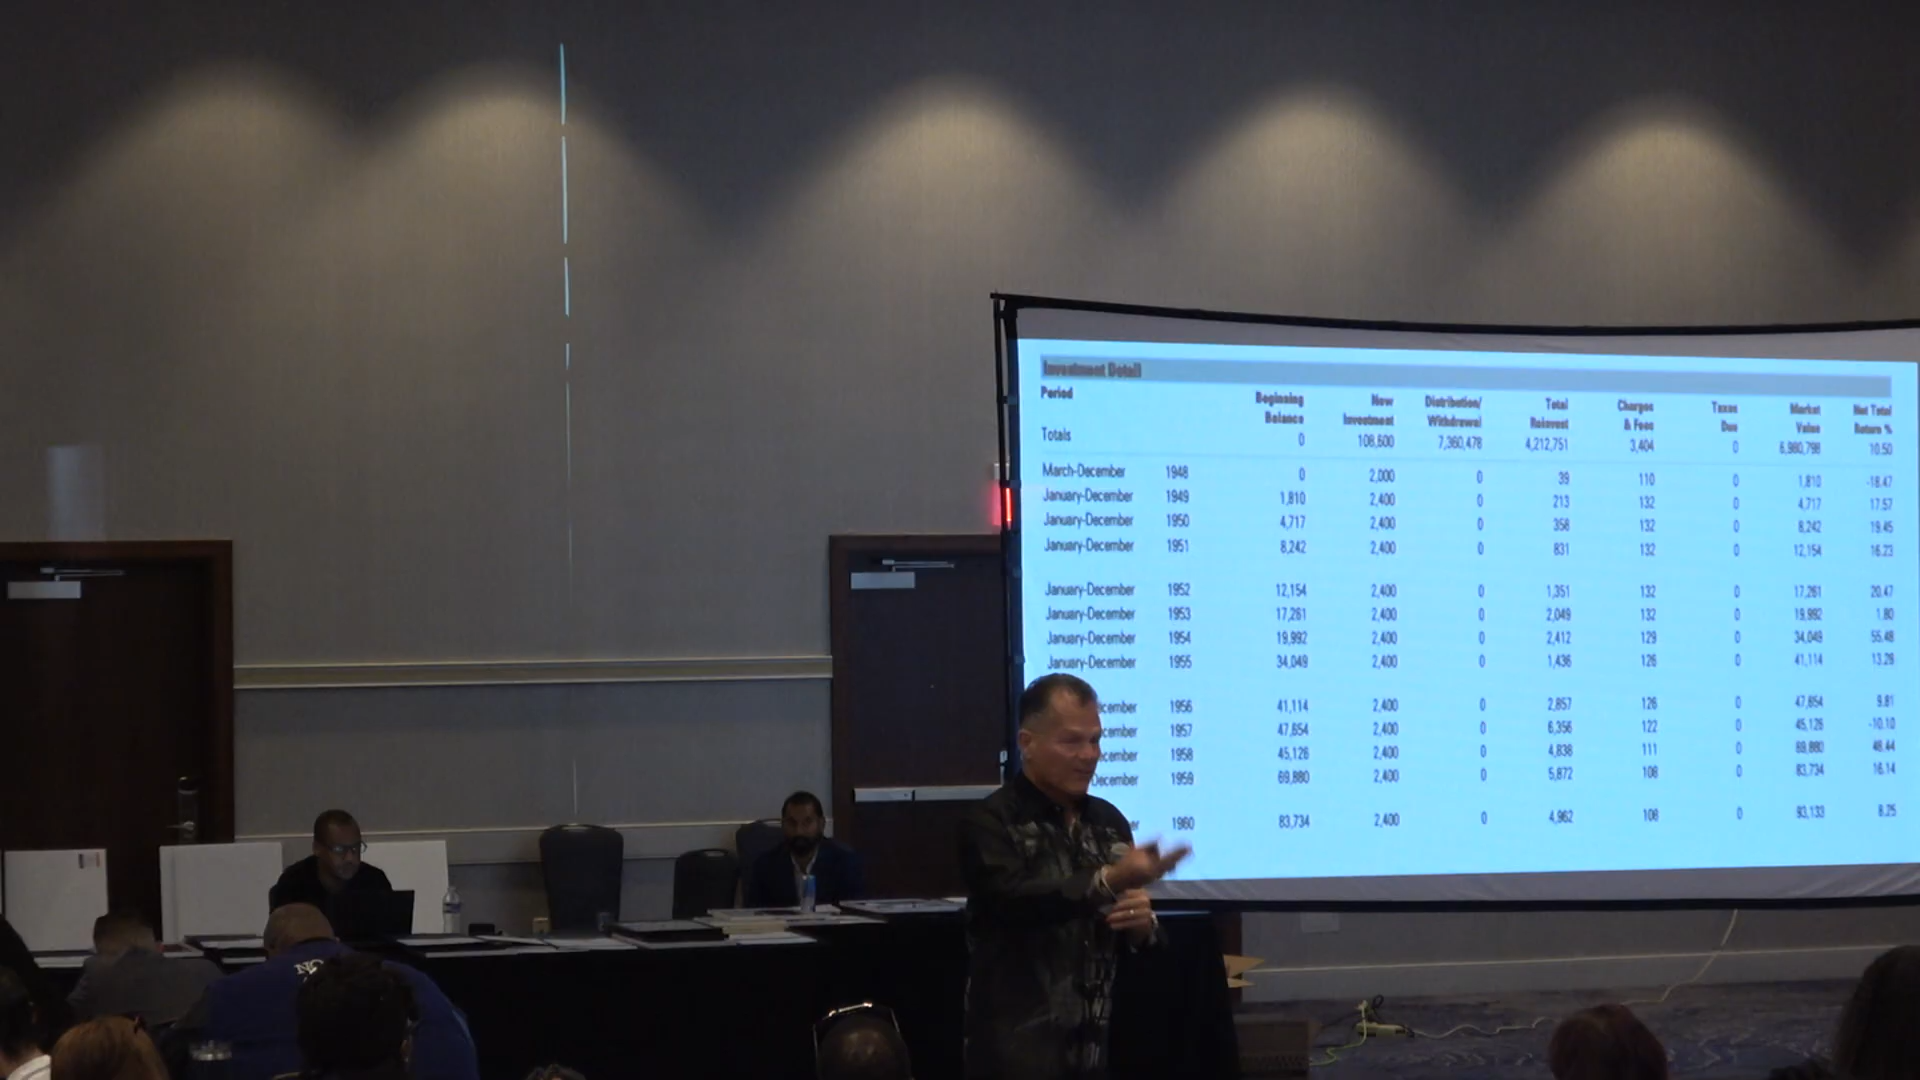 Investment Detail
Period Beginning Balance New Investment Distribution/ Withdrawal Total Reinvest Charges & Fees Taxes Due Market Value Net Total Return %
Totals 0 108,600 7,360,478 4,212,751 3,404 0 6,980,798 10.50
March-December 1948 0 2,000 0 39 110 0 1,810 -18.47
January-December 1949 1,810 2,400 0 213 132 0 4,717 17.57
January-December 1950 4,717 2,400 0 358 132 0 8,242 19.45
January-December 1951 8,242 2,400 0 831 132 0 12,154 16.23
January-December 1952 12,154 2,400 0 1,351 132 0 17,261 20.47
January-December 1953 17,261 2,400 0 2,049 132 0 19,992 1.80
January-December 1954 19,992 2,400 0 2,412 129 0 34,049 55.48
January-December 1955 34,049 2,400 0 1,436 126 0 41,114 13.28
cember 1956 41,114 2,400 0 2,857 126 0 47,654 9.81
cember 1957 47,654 2,400 0 6,356 122 0 45,126 -10.10
cember 1958 45,126 2,400 0 4,838 111 0 69,880 48.44
December 1959 69,880 2,400 0 5,872 108 0 83,734 16.14
er 1960 83,734 2,400 0 4,962 108 0 93,133 8.25
NC